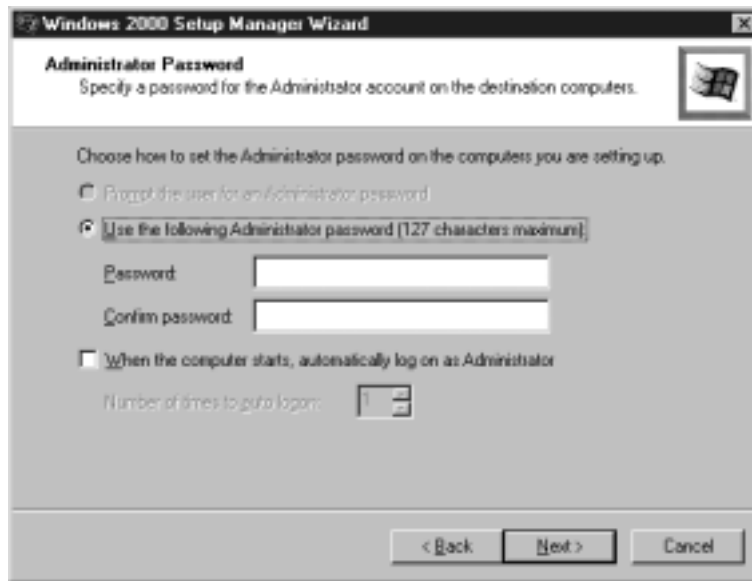 Windows 2000 Setup Manager Wizard
Administrator Password
Specify a password for the Administrator account on the destination computers.
Choose how to set the Administrator password on the computers you are setting up.
Prompt the user for an Administrator password
Use the following Administrator password (127 characters maximum):
Password:
Confirm password:
When the computer starts, automatically log on as Administrator
Number of times to auto logon: 1
< Back Next > Cancel